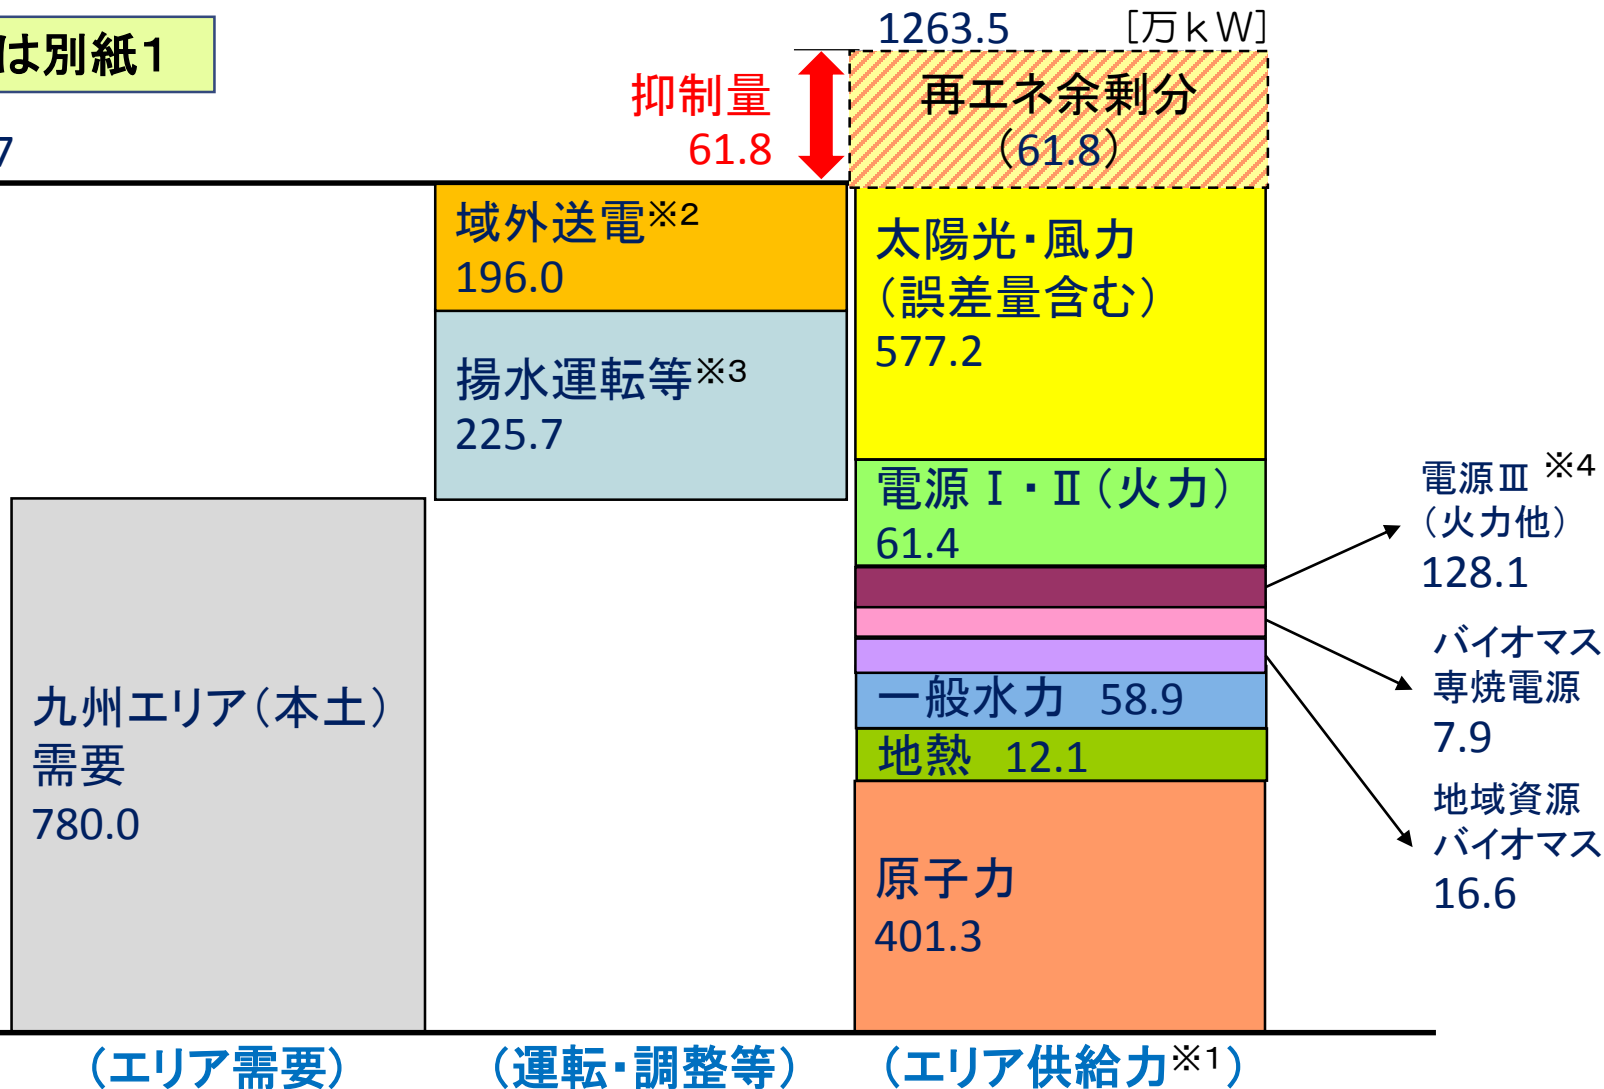 は別紙1
7
1263.5 [万kW]
抑制量
61.8
再エネ余剰分
(61.8)
域外送電※2
196.0
揚水運転等※3
225.7
太陽光・風力
(誤差量含む)
577.2
電源Ⅰ・Ⅱ(火力)
61.4
電源Ⅲ ※4
(火力他)
128.1
バイオマス
専焼電源
7.9
地域資源
バイオマス
16.6
一般水力 58.9
地熱 12.1
原子力
401.3
九州エリア(本土)
需要
780.0
(エリア需要)
(運転・調整等)
(エリア供給力※1)